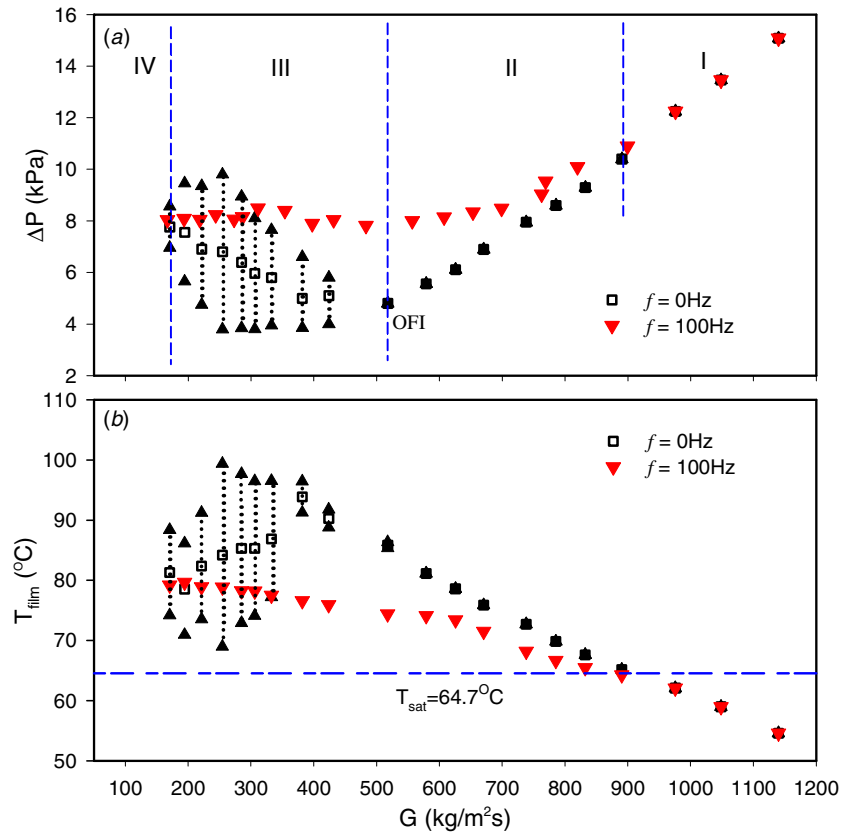 (a)
IV
III
II
I
16
14
12
10
8
6
4
2
ΔP (kPa)
OFI
f = 0Hz
f = 100Hz
110
100
90
80
70
60
50
(b)
T_film (°C)
f = 0Hz
f = 100Hz
T_sat=64.7°C
100 200 300 400 500 600 700 800 900 1000 1100 1200
G (kg/m²s)